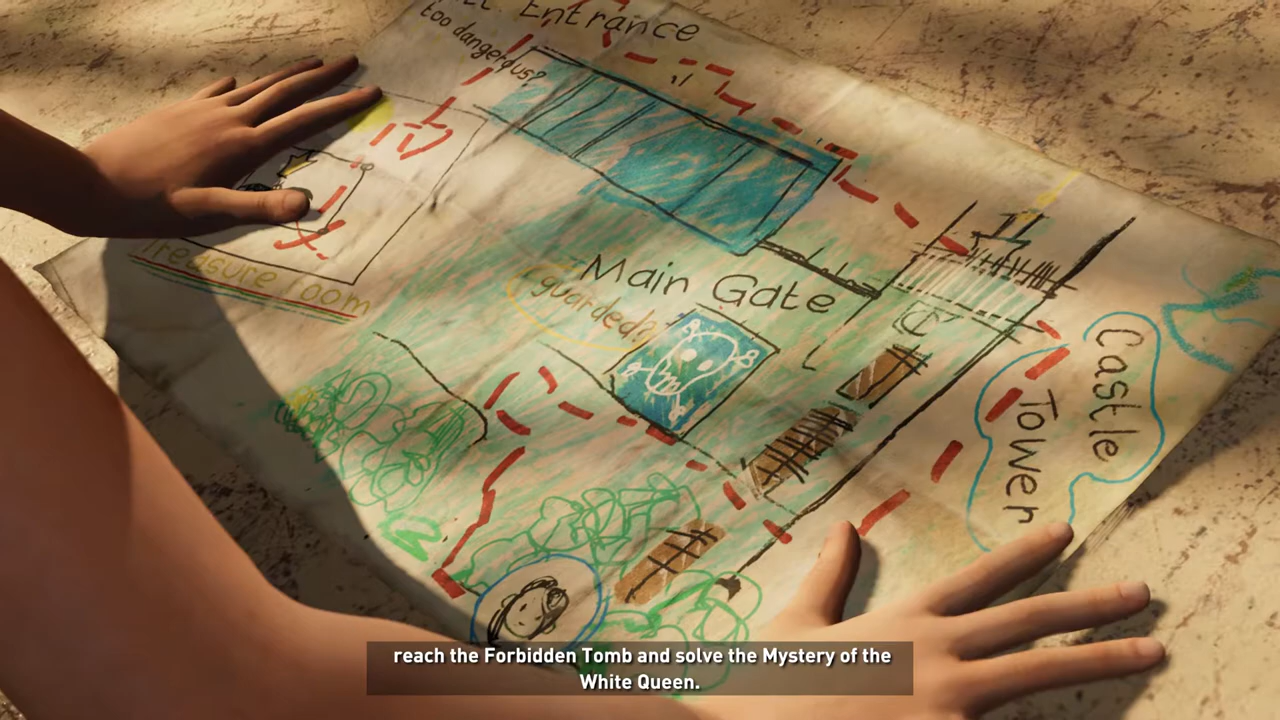 Entrance
too dangerous?
Treasure room
Main Gate
guarded?
Castle
Tower
reach the Forbidden Tomb and solve the Mystery of the
White Queen.